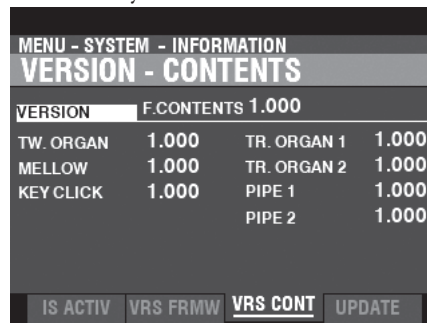 MENU - SYSTEM - INFORMATION
VERSION - CONTENTS
VERSION F.CONTENTS 1.000
TW. ORGAN 1.000 TR. ORGAN 1 1.000
MELLOW 1.000 TR. ORGAN 2 1.000
KEY CLICK 1.000 PIPE 1 1.000
PIPE 2 1.000
IS ACTIV VRS FRMW VRS CONT UPDATE